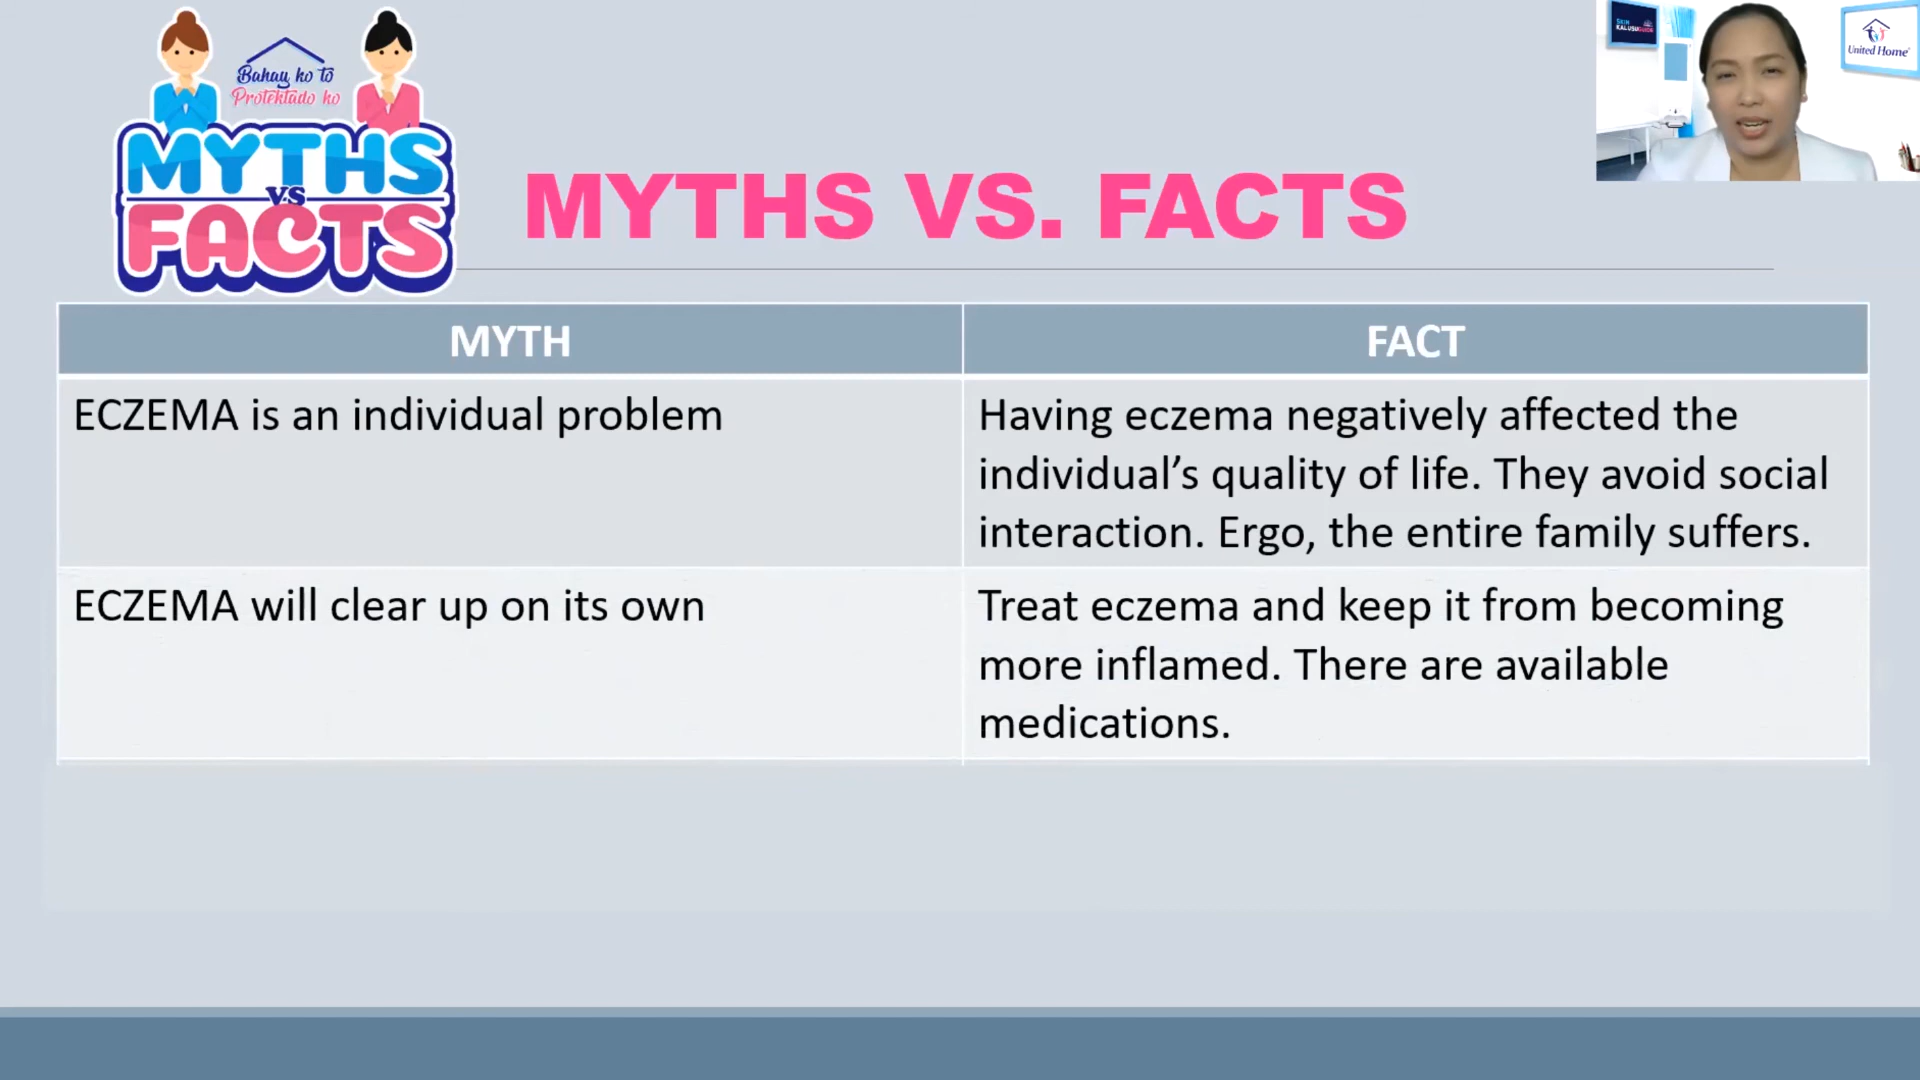 Bahay ko to
Protektado ko
MYTHS
VS
FACTS
MYTHS VS. FACTS
SKIN
KALUSUGUIDE
United Home
MYTH
FACT
ECZEMA is an individual problem
Having eczema negatively affected the
individual’s quality of life. They avoid social
interaction. Ergo, the entire family suffers.
ECZEMA will clear up on its own
Treat eczema and keep it from becoming
more inflamed. There are available
medications.